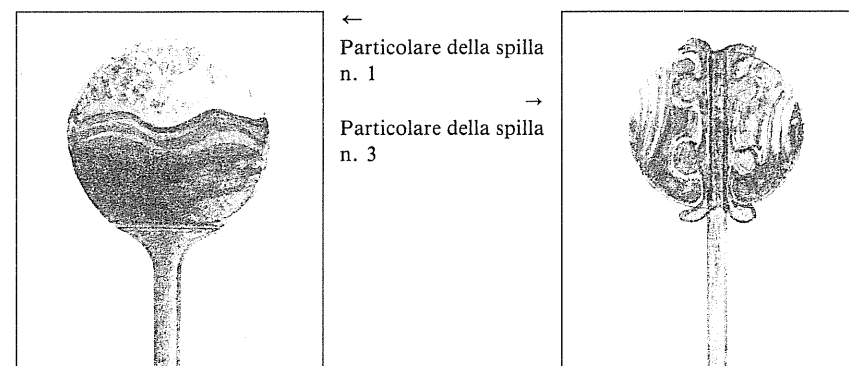 ←
Particolare della spilla
n. 1
→
Particolare della spilla
n. 3